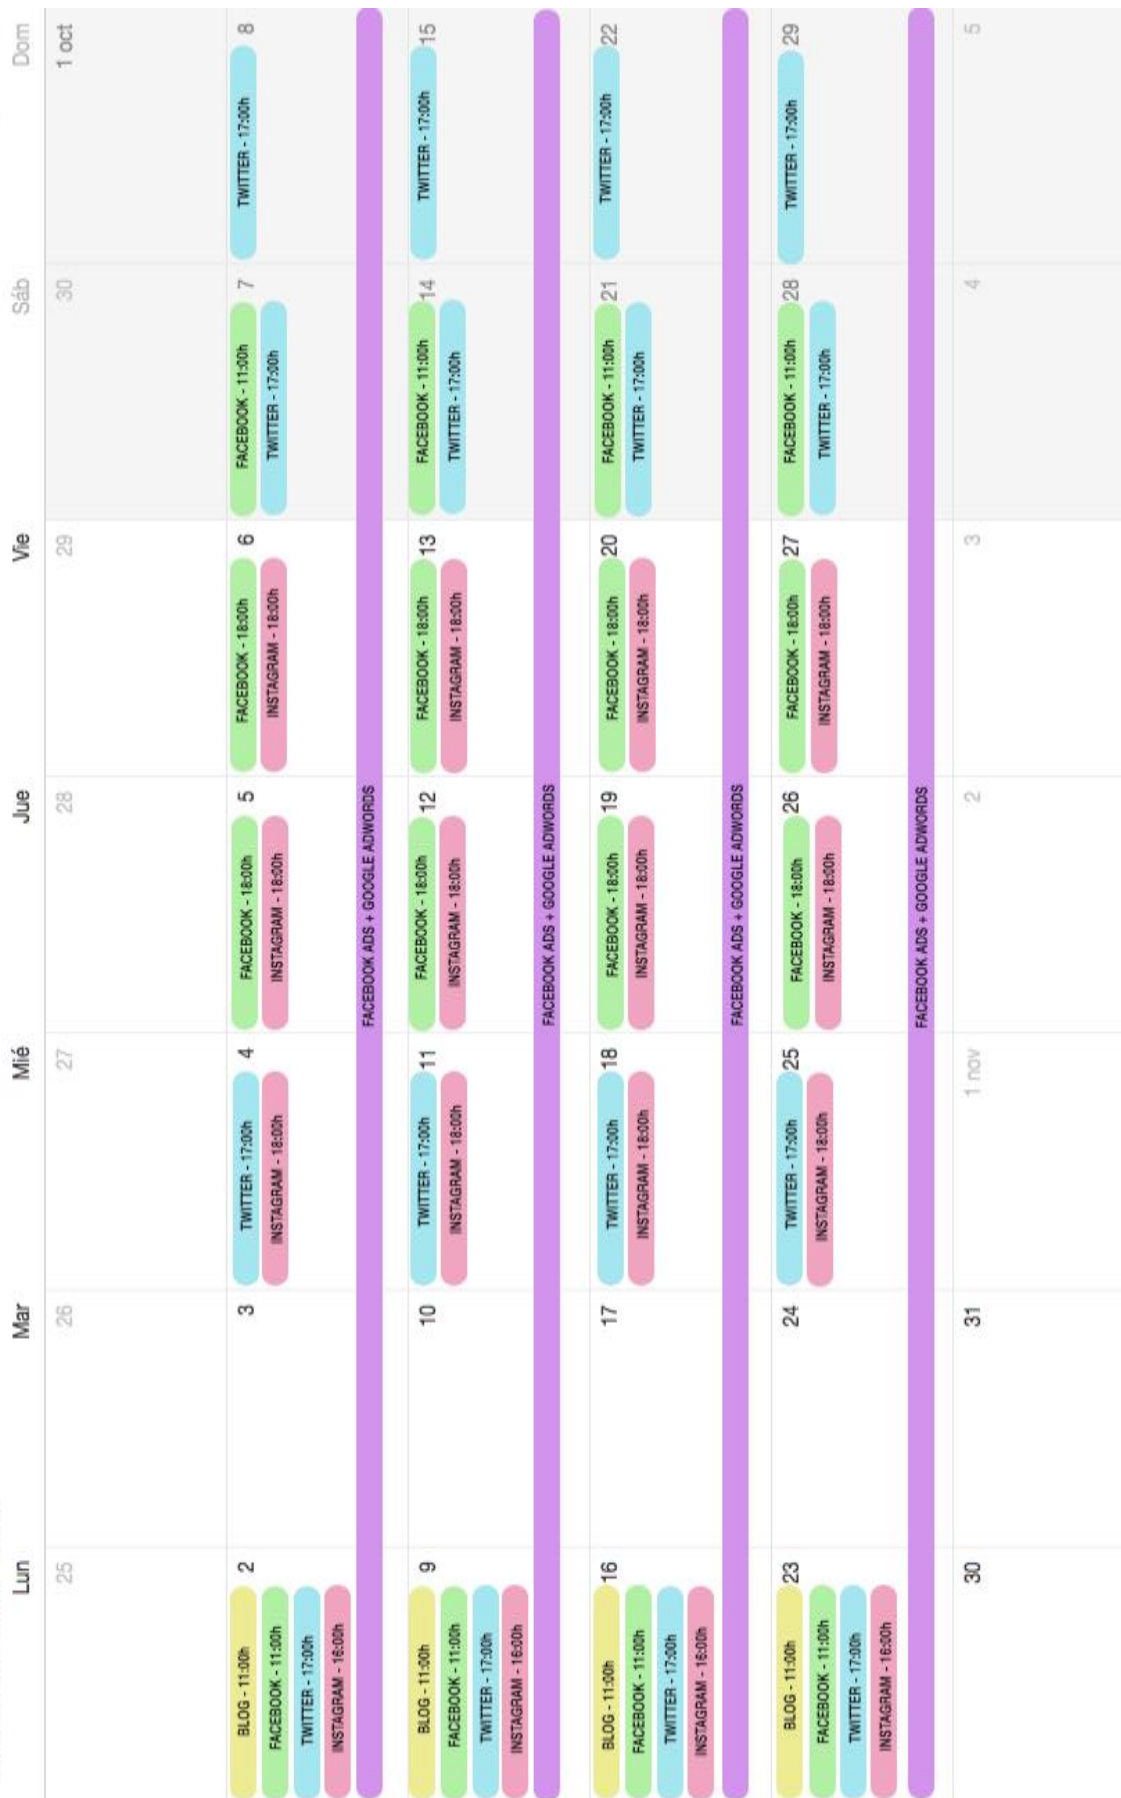 Lun Mar Mié Jue Vie Sáb Dom
25 26 27 28 29 30 1 oct
2 3 4 5 6 7 8
BLOG - 11:00h TWITTER - 17:00h FACEBOOK - 18:00h FACEBOOK - 18:00h FACEBOOK - 11:00h TWITTER - 17:00h
FACEBOOK - 11:00h INSTAGRAM - 18:00h INSTAGRAM - 18:00h INSTAGRAM - 18:00h TWITTER - 17:00h
TWITTER - 17:00h
INSTAGRAM - 16:00h
FACEBOOK ADS + GOOGLE ADWORDS
9 10 11 12 13 14 15
BLOG - 11:00h TWITTER - 17:00h FACEBOOK - 18:00h FACEBOOK - 18:00h FACEBOOK - 11:00h TWITTER - 17:00h
FACEBOOK - 11:00h INSTAGRAM - 18:00h INSTAGRAM - 18:00h INSTAGRAM - 18:00h TWITTER - 17:00h
TWITTER - 17:00h
INSTAGRAM - 16:00h
FACEBOOK ADS + GOOGLE ADWORDS
16 17 18 19 20 21 22
BLOG - 11:00h TWITTER - 17:00h FACEBOOK - 18:00h FACEBOOK - 18:00h FACEBOOK - 11:00h TWITTER - 17:00h
FACEBOOK - 11:00h INSTAGRAM - 18:00h INSTAGRAM - 18:00h INSTAGRAM - 18:00h TWITTER - 17:00h
TWITTER - 17:00h
INSTAGRAM - 16:00h
FACEBOOK ADS + GOOGLE ADWORDS
23 24 25 26 27 28 29
BLOG - 11:00h TWITTER - 17:00h FACEBOOK - 18:00h FACEBOOK - 18:00h FACEBOOK - 11:00h TWITTER - 17:00h
FACEBOOK - 11:00h INSTAGRAM - 18:00h INSTAGRAM - 18:00h INSTAGRAM - 18:00h TWITTER - 17:00h
TWITTER - 17:00h
INSTAGRAM - 16:00h
FACEBOOK ADS + GOOGLE ADWORDS
30 31 1 nov 2 3 4 5